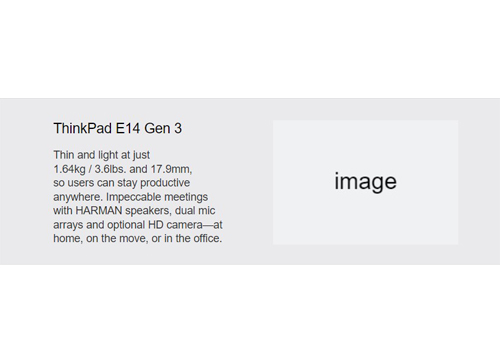 ThinkPad E14 Gen 3
Thin and light at just
1.64kg / 3.6lbs. and 17.9mm,
so users can stay productive
anywhere. Impeccable meetings
with HARMAN speakers, dual mic
arrays and optional HD camera—at
home, on the move, or in the office.
image